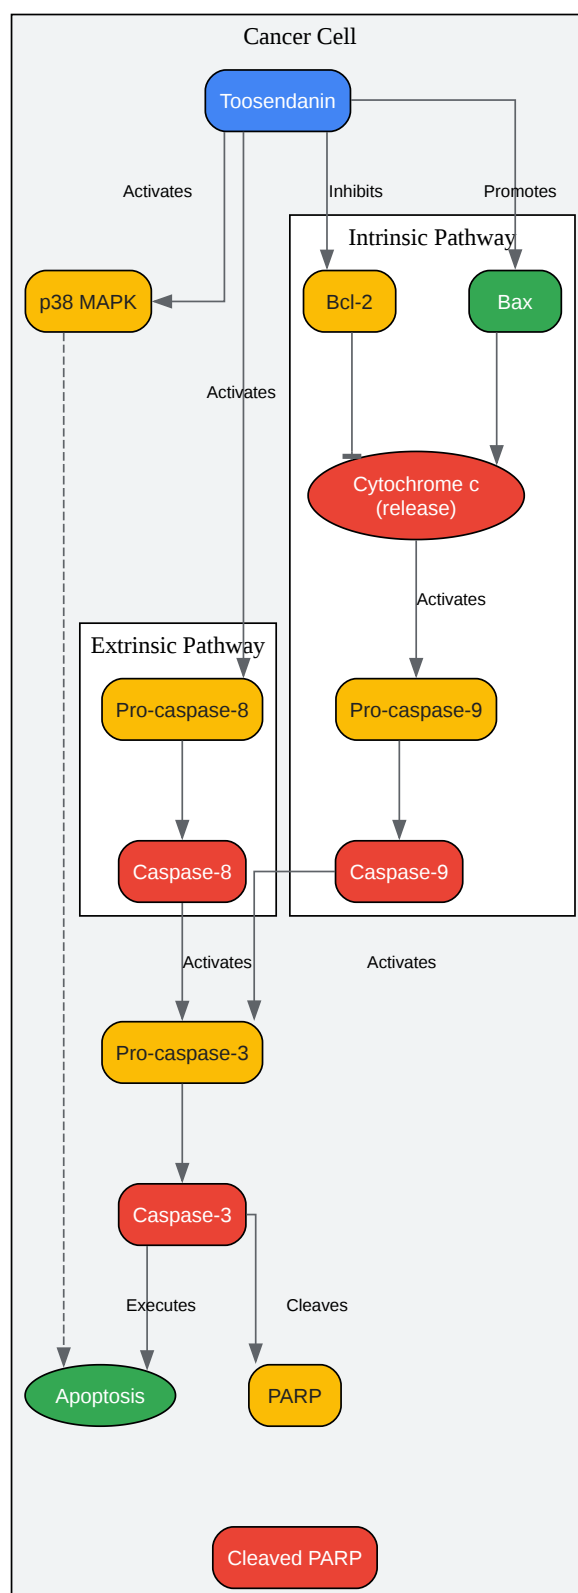 Cancer Cell
Toosendanin
Activates
Inhibits
Promotes
Intrinsic Pathway
p38 MAPK
Bcl-2
Bax
Activates
Cytochrome c
(release)
Activates
Extrinsic Pathway
Pro-caspase-8
Pro-caspase-9
Caspase-8
Caspase-9
Activates
Activates
Pro-caspase-3
Caspase-3
Executes
Cleaves
Apoptosis
PARP
Cleaved PARP